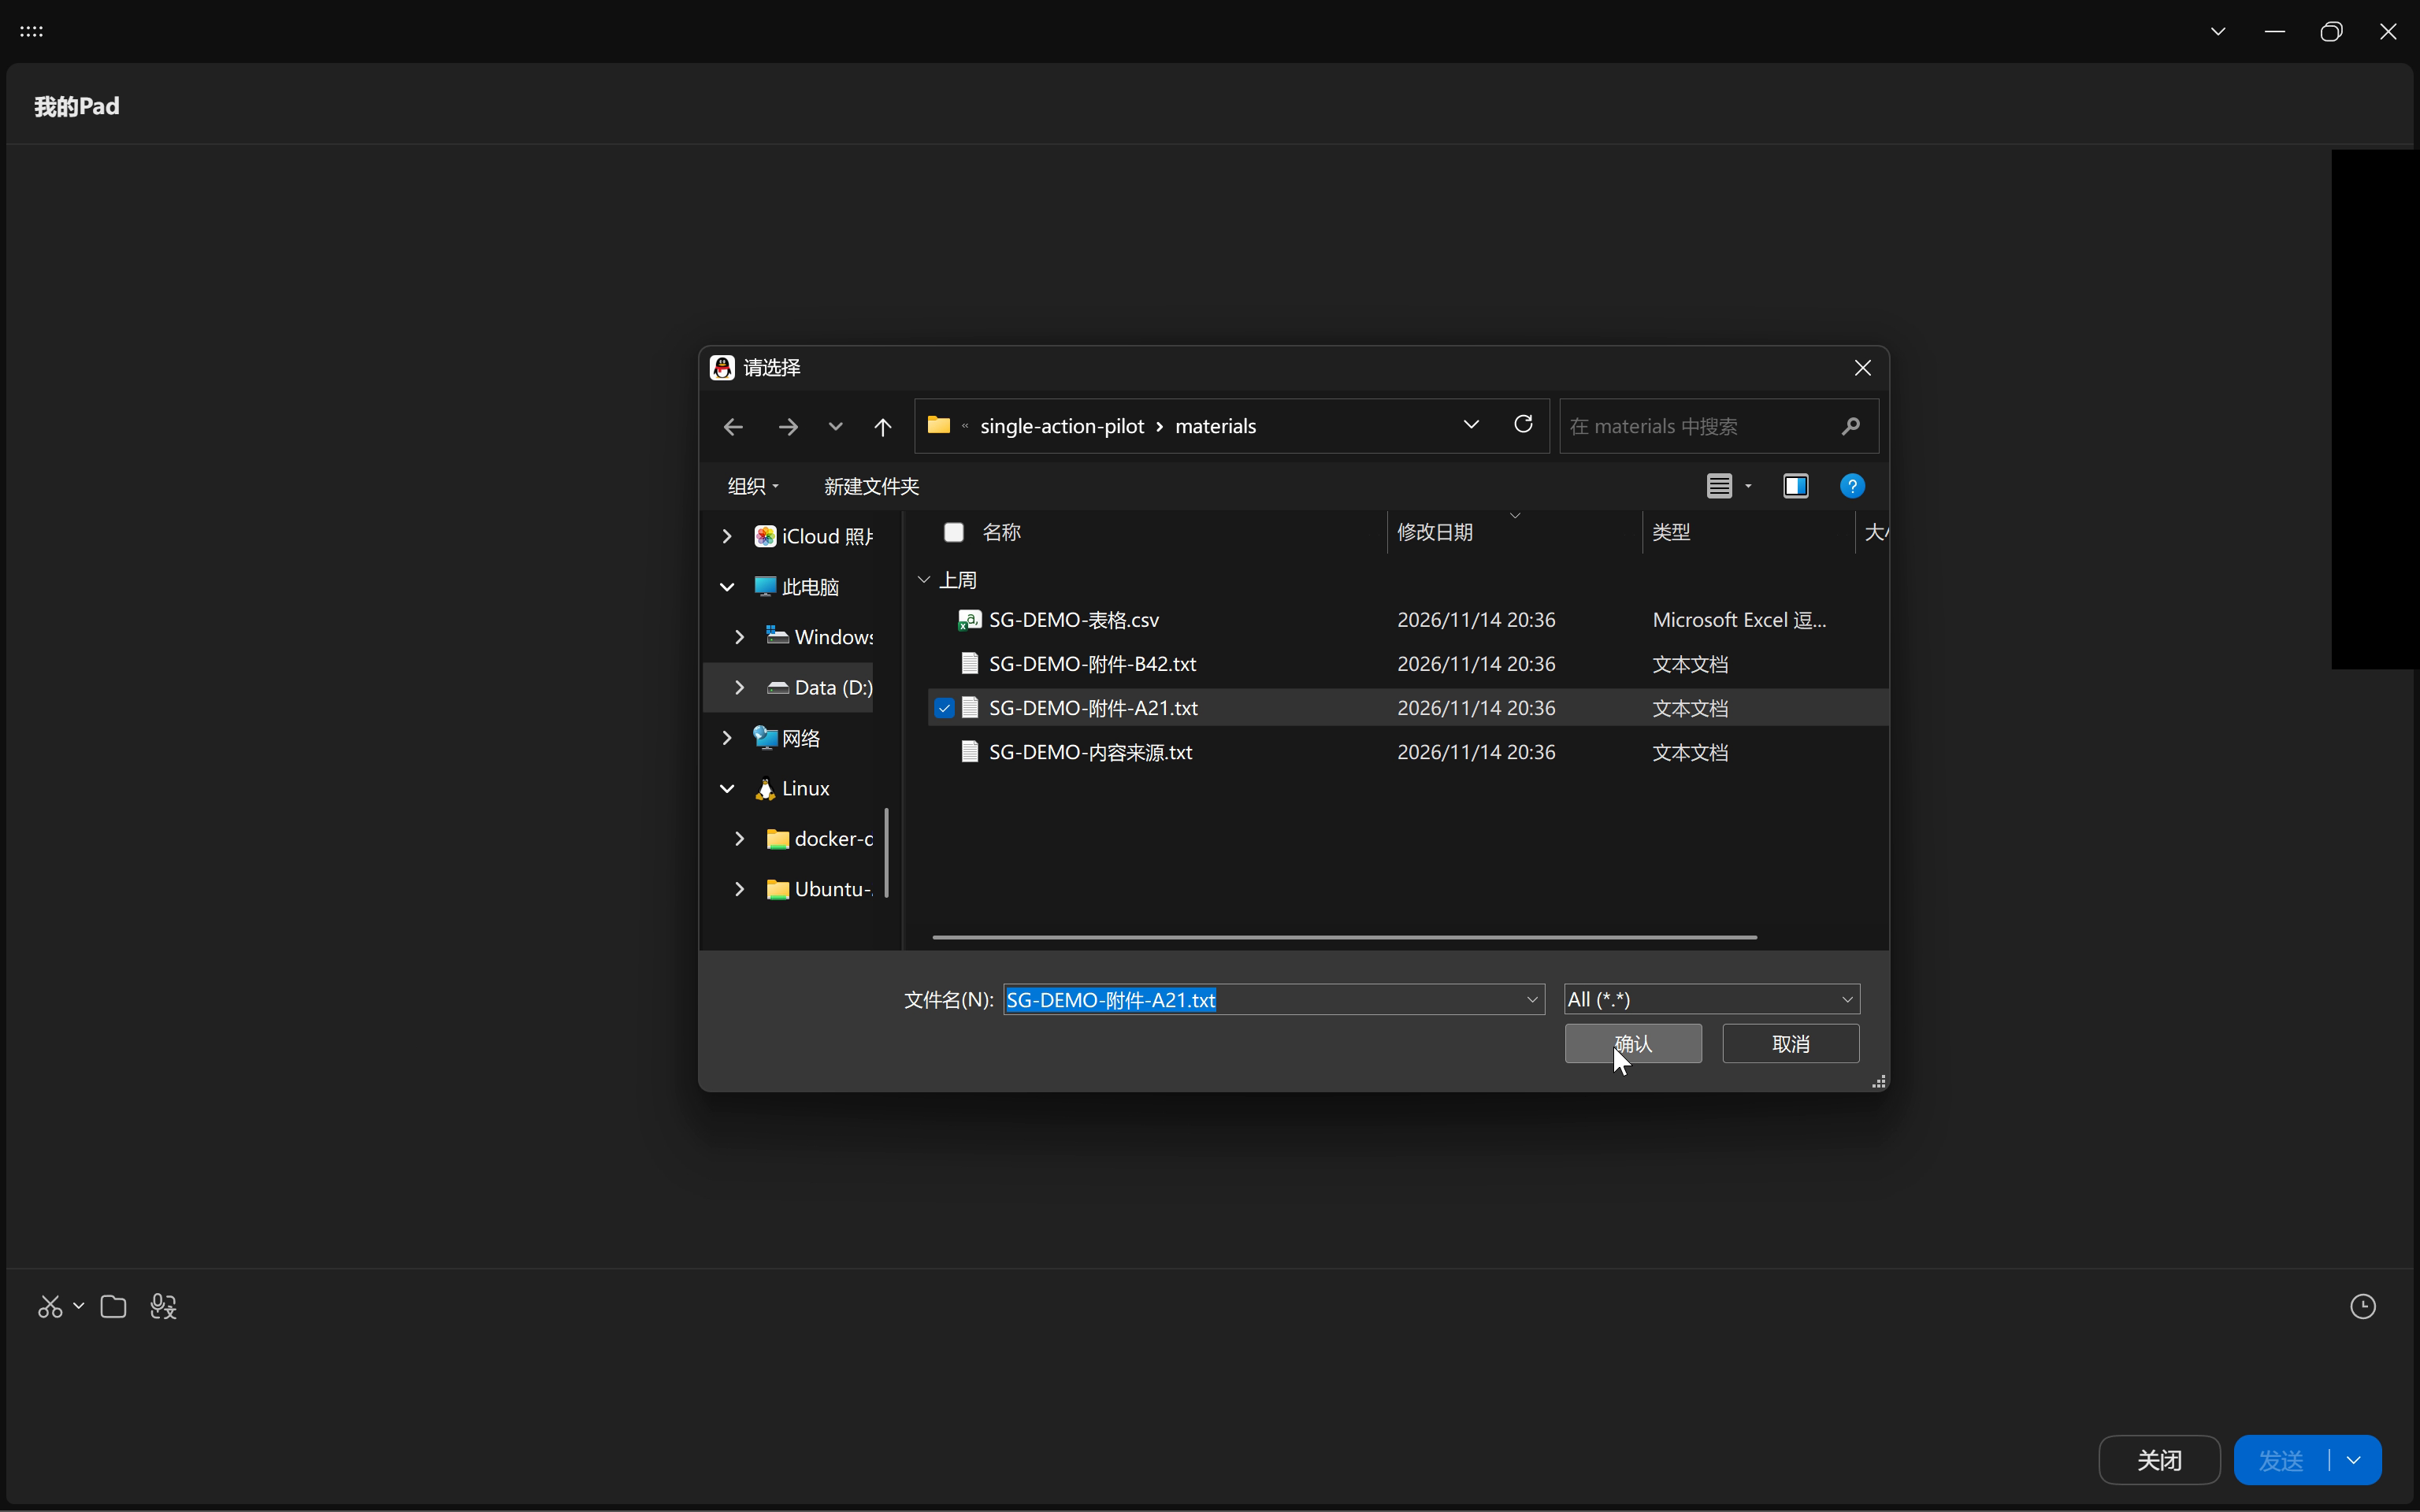 我的Pad
请选择
« single-action-pilot › materials
在 materials 中搜索
组织
新建文件夹
名称 修改日期 类型
iCloud 照片
此电脑
Windows
Data (D:)
网络
Linux
docker-
Ubuntu-
上周
SG-DEMO-表格.csv 2026/11/14 20:36 Microsoft Excel 逗...
SG-DEMO-附件-B42.txt 2026/11/14 20:36 文本文档
SG-DEMO-附件-A21.txt 2026/11/14 20:36 文本文档
SG-DEMO-内容来源.txt 2026/11/14 20:36 文本文档
文件名(N): SG-DEMO-附件-A21.txt All (*.*)
确认 取消
关闭 发送